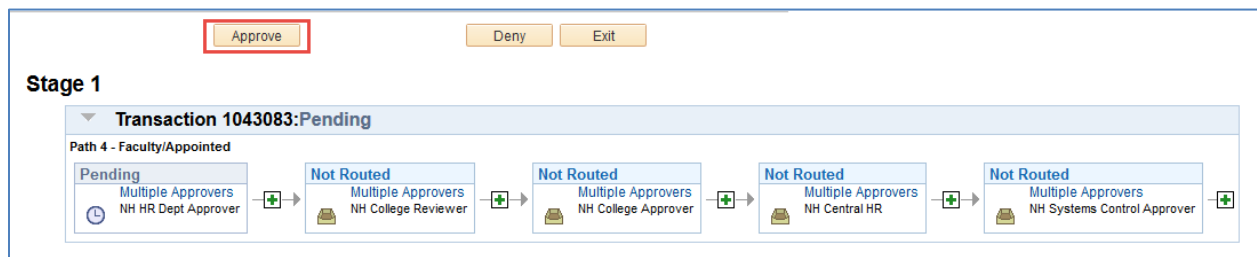 Approve Deny Exit
Stage 1
Transaction 1043083:Pending
Path 4 - Faculty/Appointed
Pending
Multiple Approvers
NH HR Dept Approver
Not Routed
Multiple Approvers
NH College Reviewer
Not Routed
Multiple Approvers
NH College Approver
Not Routed
Multiple Approvers
NH Central HR
Not Routed
Multiple Approvers
NH Systems Control Approver